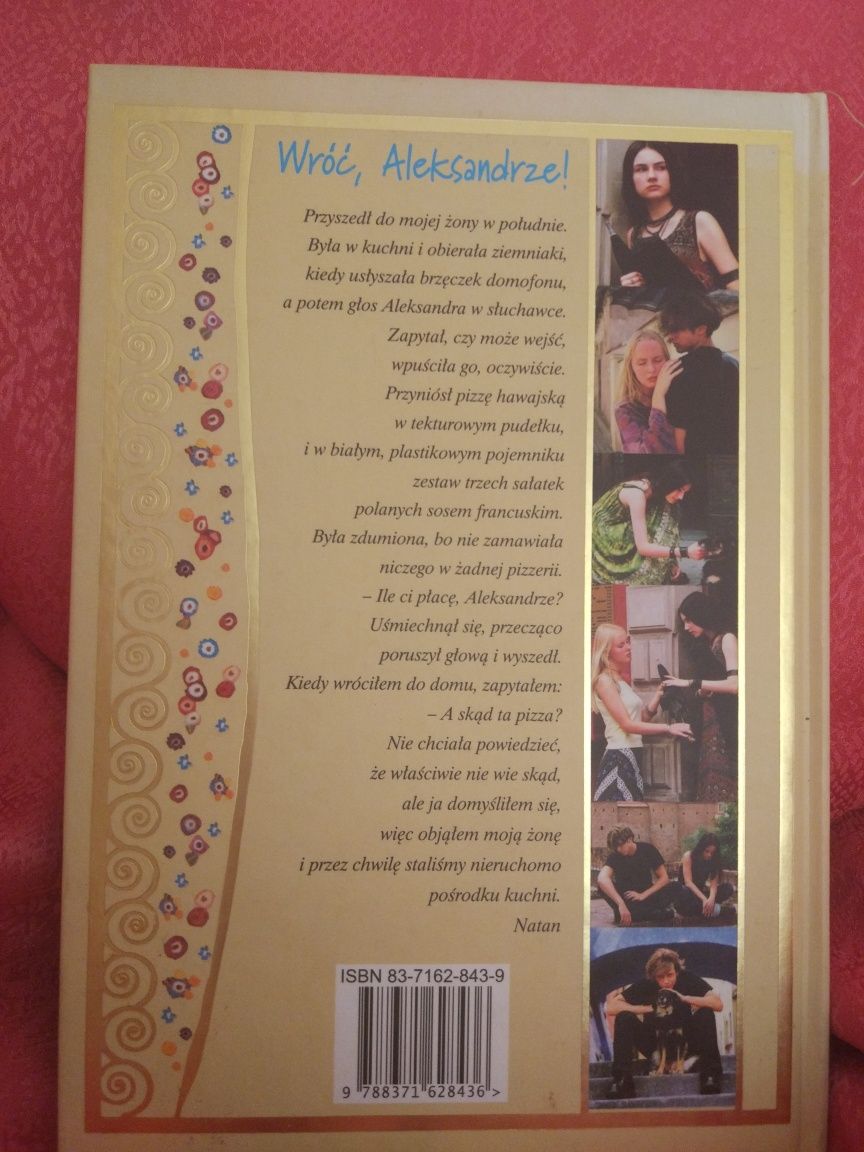 Wróć, Aleksandrze!
Przyszedł do mojej żony w południe.
Była w kuchni i obierała ziemniaki,
kiedy usłyszała brzęczek domofonu,
a potem głos Aleksandra w słuchawce.
Zapytał, czy może wejść,
wpuściła go, oczywiście.
Przyniósł pizzę hawajską
w tekturowym pudełku,
i w białym, plastikowym pojemniku
zestaw trzech sałatek
polanych sosem francuskim.
Była zdumiona, bo nie zamawiała
niczego w żadnej pizzerii.
– Ile ci płacę, Aleksandrze?
Uśmiechnął się, przecząco
poruszył głową i wyszedł.
Kiedy wróciłem do domu, zapytałem:
– A skąd ta pizza?
Nie chciała powiedzieć,
że właściwie nie wie skąd,
ale ja domyśliłem się,
więc objąłem moją żonę
i przez chwilę staliśmy nieruchomo
pośrodku kuchni.
Natan
ISBN 83-7162-843-9
9 788371 628436 >